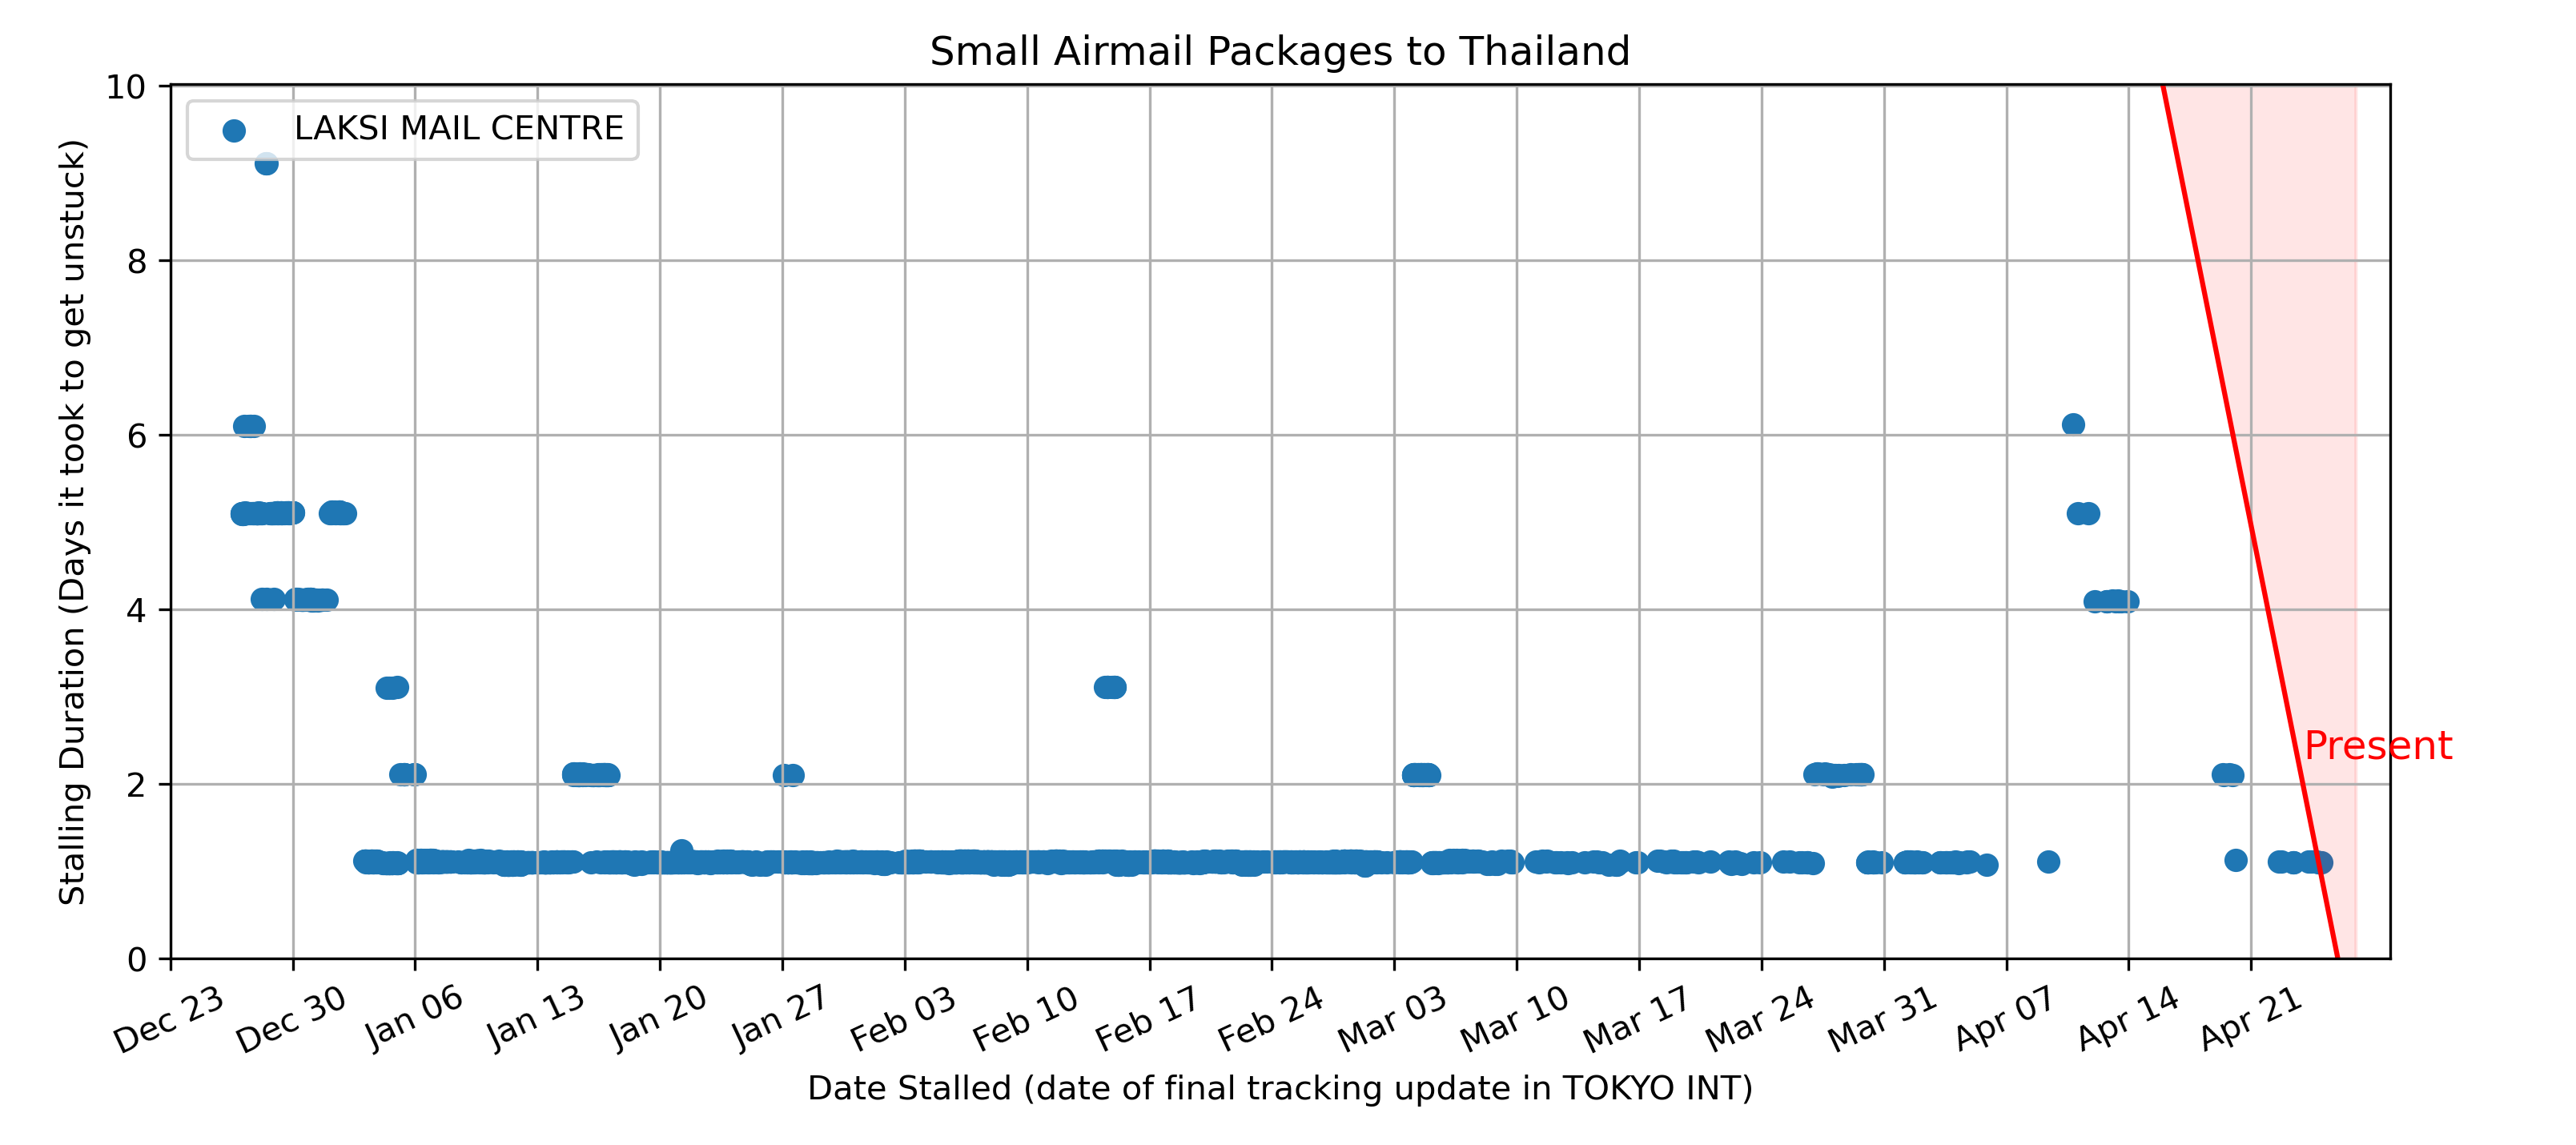 Small Airmail Packages to Thailand
LAKSI MAIL CENTRE
Stalling Duration (Days it took to get unstuck)
10
8
6
4
2
0
Present
Dec 23
Dec 30
Jan 06
Jan 13
Jan 20
Jan 27
Feb 03
Feb 10
Feb 17
Feb 24
Mar 03
Mar 10
Mar 17
Mar 24
Mar 31
Apr 07
Apr 14
Apr 21
Date Stalled (date of final tracking update in TOKYO INT)